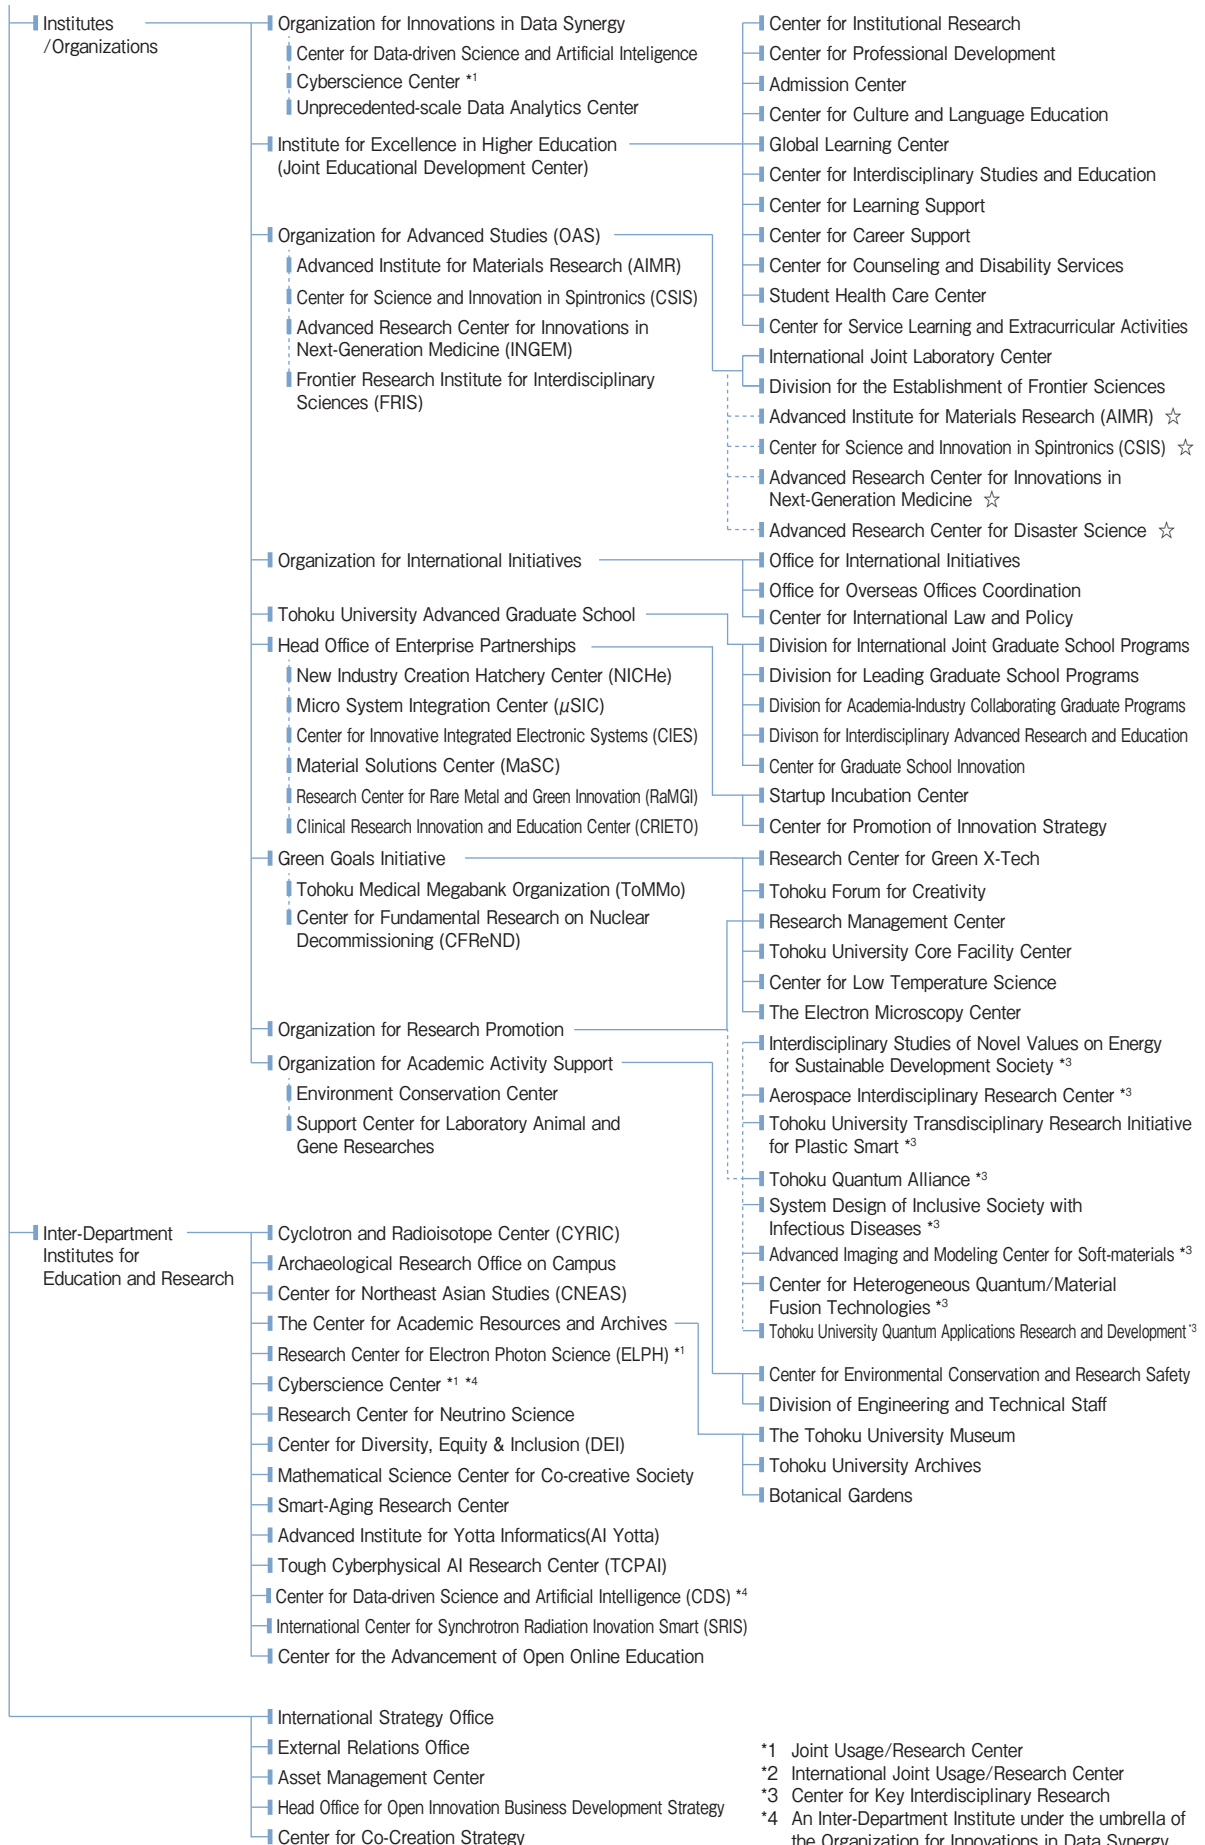 Institutes
/Organizations
Organization for Innovations in Data Synergy
Center for Data-driven Science and Artificial Inteligence
Cyberscience Center *1
Unprecedented-scale Data Analytics Center
Institute for Excellence in Higher Education
(Joint Educational Development Center)
Center for Institutional Research
Center for Professional Development
Admission Center
Center for Culture and Language Education
Global Learning Center
Center for Interdisciplinary Studies and Education
Center for Learning Support
Center for Career Support
Center for Counseling and Disability Services
Student Health Care Center
Center for Service Learning and Extracurricular Activities
Organization for Advanced Studies (OAS)
Advanced Institute for Materials Research (AIMR)
Center for Science and Innovation in Spintronics (CSIS)
Advanced Research Center for Innovations in
Next-Generation Medicine (INGEM)
Frontier Research Institute for Interdisciplinary
Sciences (FRIS)
International Joint Laboratory Center
Division for the Establishment of Frontier Sciences
Advanced Institute for Materials Research (AIMR) ☆
Center for Science and Innovation in Spintronics (CSIS) ☆
Advanced Research Center for Innovations in
Next-Generation Medicine ☆
Advanced Research Center for Disaster Science ☆
Organization for International Initiatives
Office for International Initiatives
Office for Overseas Offices Coordination
Center for International Law and Policy
Tohoku University Advanced Graduate School
Division for International Joint Graduate School Programs
Division for Leading Graduate School Programs
Division for Academia-Industry Collaborating Graduate Programs
Divison for Interdisciplinary Advanced Research and Education
Center for Graduate School Innovation
Head Office of Enterprise Partnerships
New Industry Creation Hatchery Center (NICHe)
Micro System Integration Center (μSIC)
Center for Innovative Integrated Electronic Systems (CIES)
Material Solutions Center (MaSC)
Research Center for Rare Metal and Green Innovation (RaMGI)
Clinical Research Innovation and Education Center (CRIETO)
Startup Incubation Center
Center for Promotion of Innovation Strategy
Green Goals Initiative
Tohoku Medical Megabank Organization (ToMMo)
Center for Fundamental Research on Nuclear
Decommissioning (CFReND)
Research Center for Green X-Tech
Tohoku Forum for Creativity
Research Management Center
Tohoku University Core Facility Center
Center for Low Temperature Science
The Electron Microscopy Center
Organization for Research Promotion
Interdisciplinary Studies of Novel Values on Energy
for Sustainable Development Society *3
Aerospace Interdisciplinary Research Center *3
Tohoku University Transdisciplinary Research Initiative
for Plastic Smart *3
Tohoku Quantum Alliance *3
System Design of Inclusive Society with
Infectious Diseases *3
Advanced Imaging and Modeling Center for Soft-materials *3
Center for Heterogeneous Quantum/Material
Fusion Technologies *3
Tohoku University Quantum Applications Research and Development *3
Organization for Academic Activity Support
Environment Conservation Center
Support Center for Laboratory Animal and
Gene Researches
Center for Environmental Conservation and Research Safety
Division of Engineering and Technical Staff
Inter-Department
Institutes for
Education and Research
Cyclotron and Radioisotope Center (CYRIC)
Archaeological Research Office on Campus
Center for Northeast Asian Studies (CNEAS)
The Center for Academic Resources and Archives
Research Center for Electron Photon Science (ELPH) *1
Cyberscience Center *1 *4
Research Center for Neutrino Science
Center for Diversity, Equity & Inclusion (DEI)
Mathematical Science Center for Co-creative Society
Smart-Aging Research Center
Advanced Institute for Yotta Informatics(AI Yotta)
Tough Cyberphysical AI Research Center (TCPAI)
Center for Data-driven Science and Artificial Intelligence (CDS) *4
International Center for Synchrotron Radiation Inovation Smart (SRIS)
Center for the Advancement of Open Online Education
The Tohoku University Museum
Tohoku University Archives
Botanical Gardens
International Strategy Office
External Relations Office
Asset Management Center
Head Office for Open Innovation Business Development Strategy
Center for Co-Creation Strategy
*1 Joint Usage/Research Center
*2 International Joint Usage/Research Center
*3 Center for Key Interdisciplinary Research
*4 An Inter-Department Institute under the umbrella of
the Organization for Innovations in Data Synergy